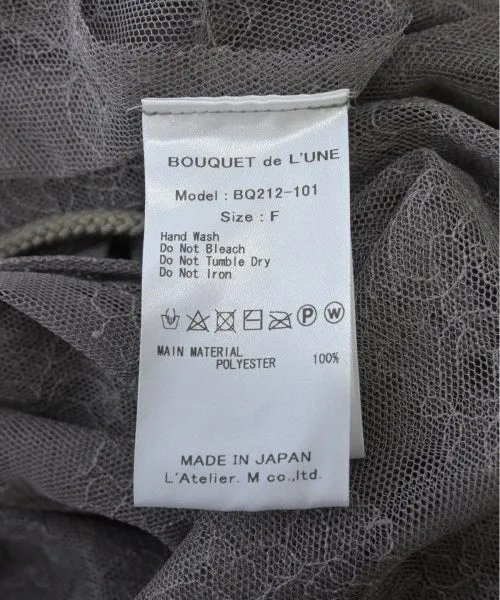 BOUQUET de L'UNE
Model : BQ212-101
Size : F
Hand Wash
Do Not Bleach
Do Not Tumble Dry
Do Not Iron
P W
MAIN MATERIAL
POLYESTER 100%
MADE IN JAPAN
L'Atelier. M co.,ltd.